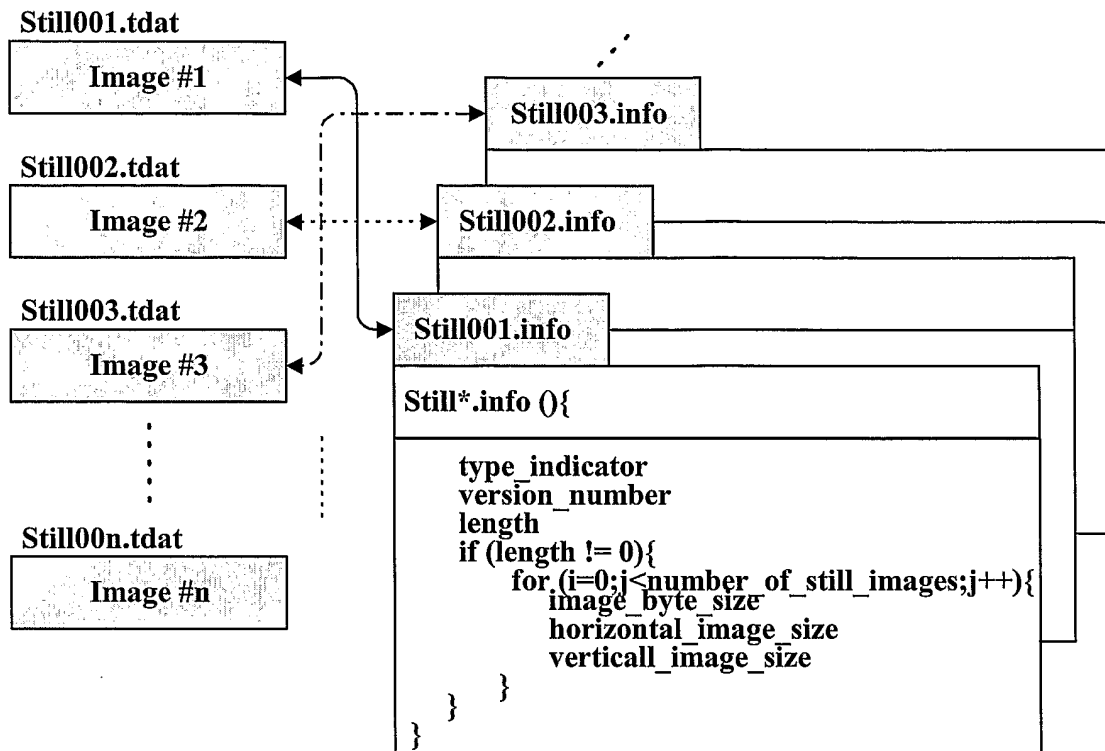 Still001.tdat
Image #1
Still002.tdat
Image #2
Still003.tdat
Image #3
Still00n.tdat
Image #n
Still003.info
Still002.info
Still001.info
Still*.info (){
type_indicator
version_number
length
if (length != 0){
for (i=0;j<number_of_still_images;j++){
image_byte_size
horizontal_image_size
verticall_image_size
}
}
}